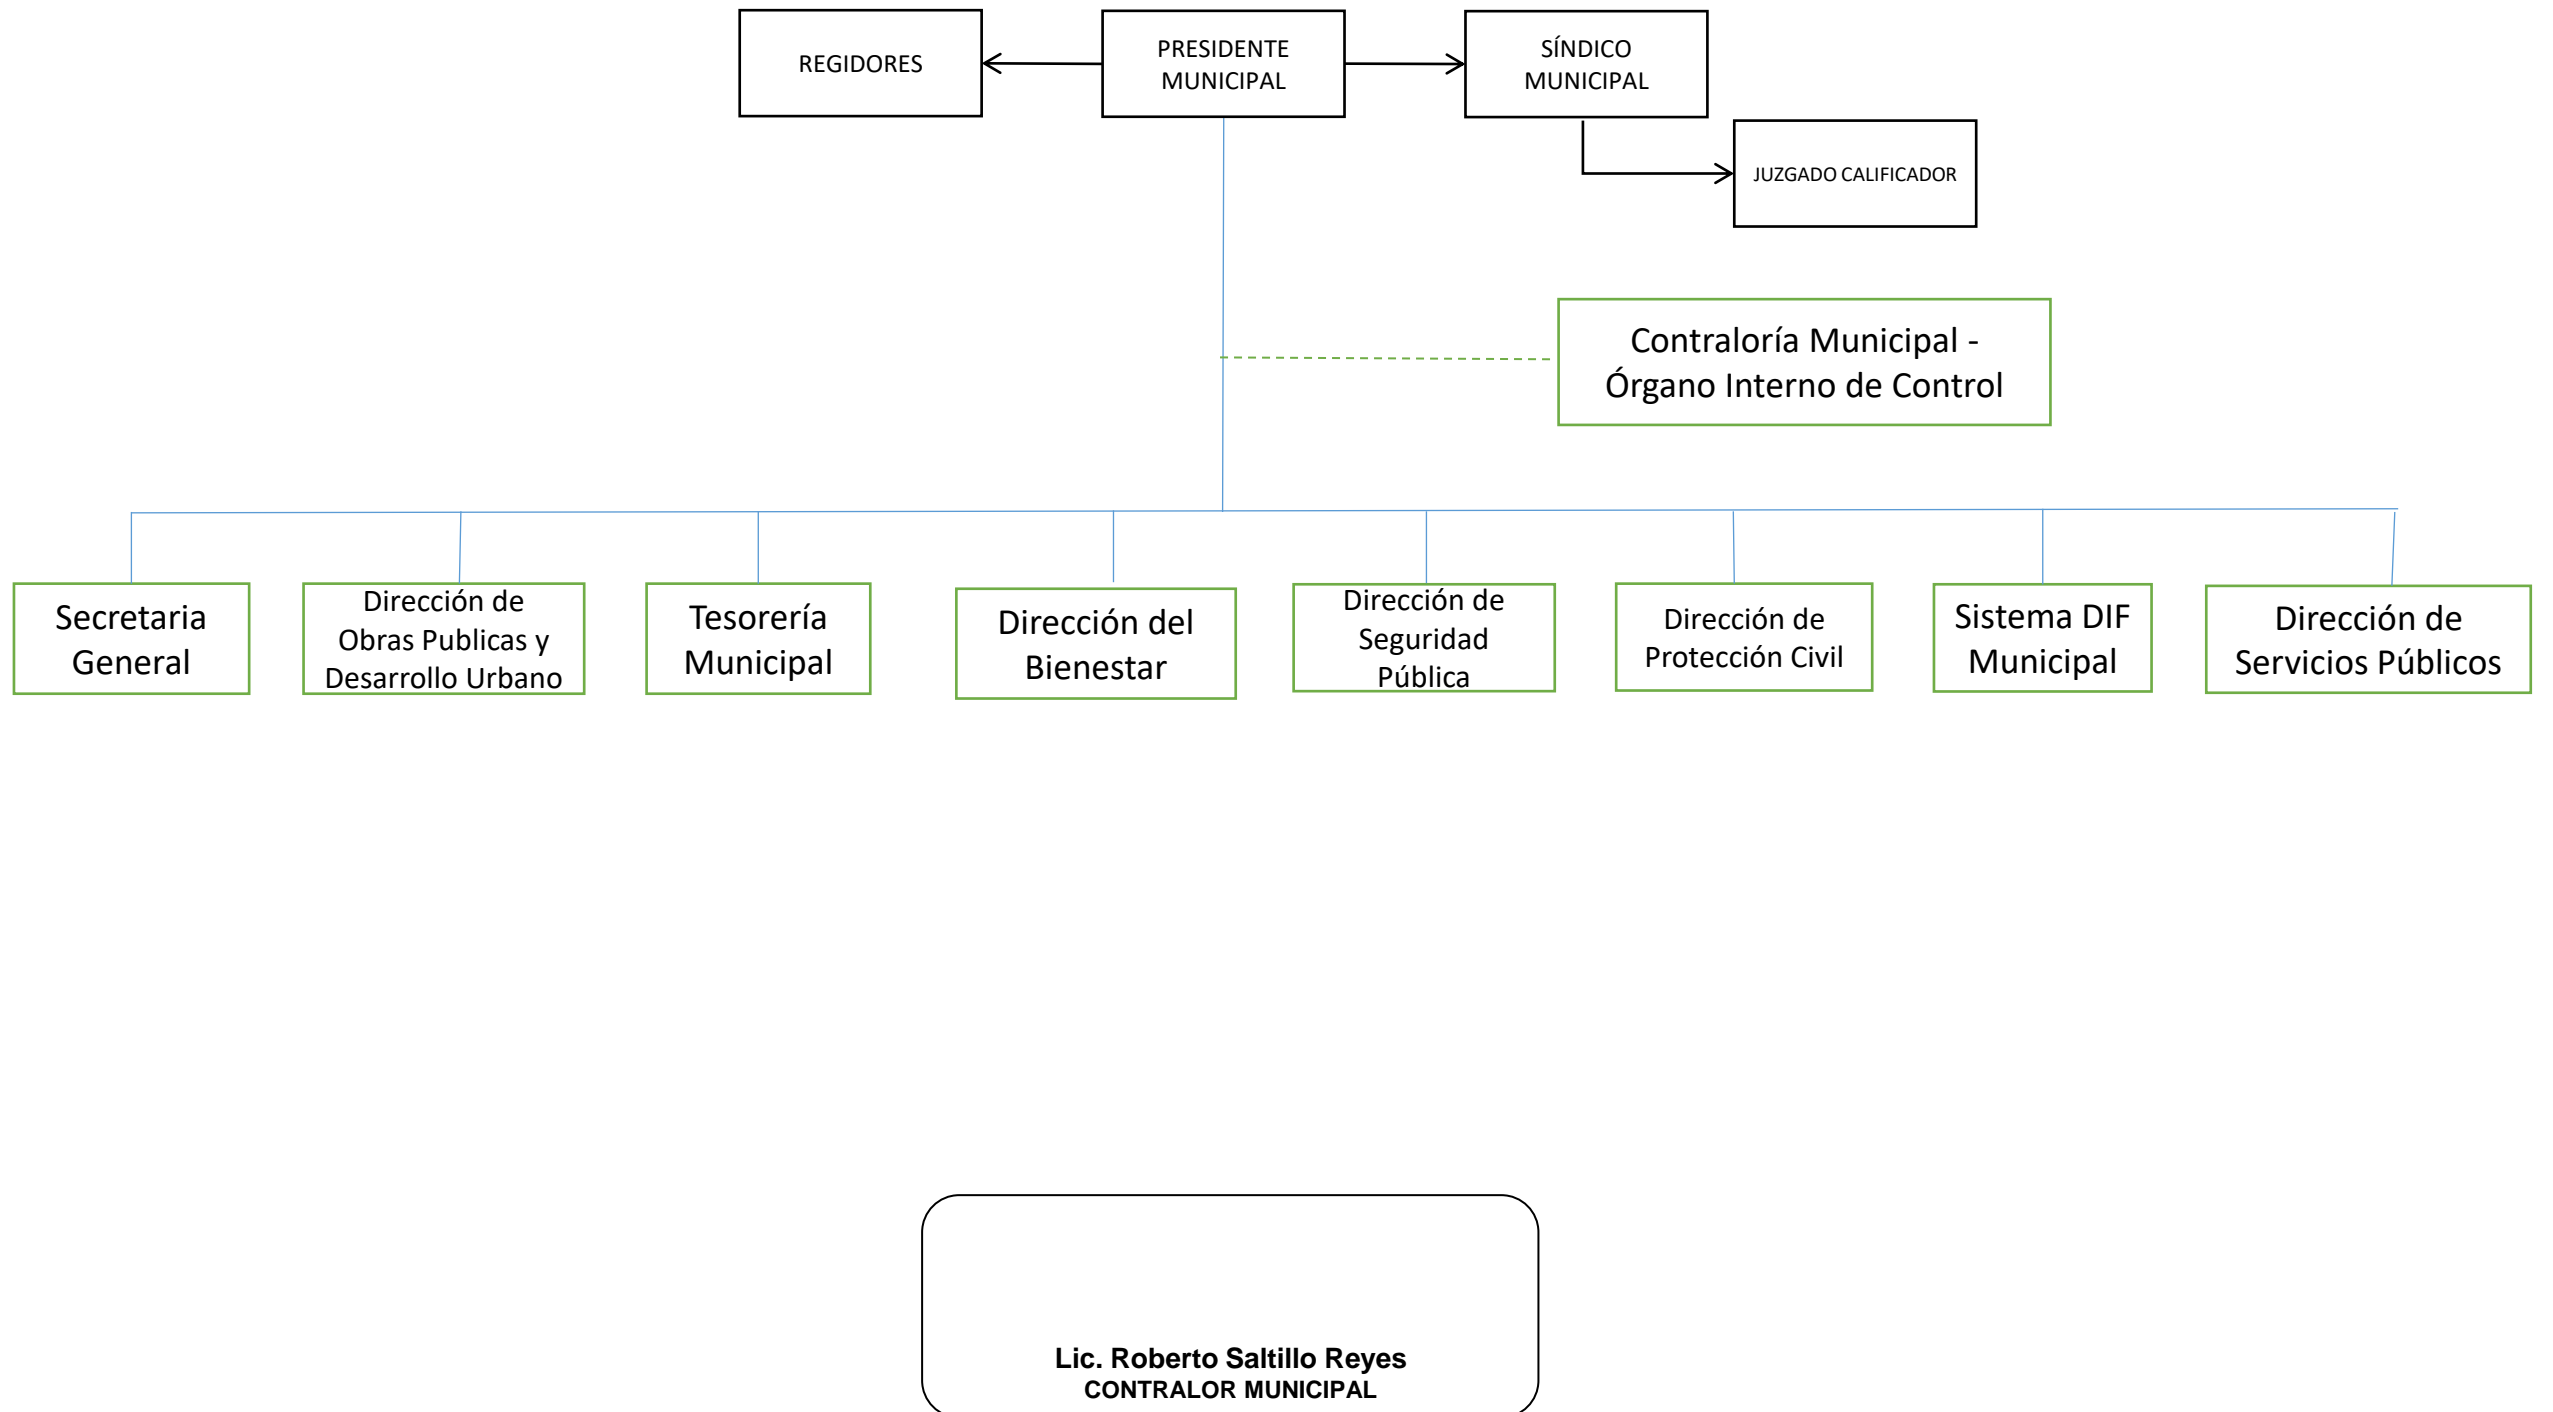 REGIDORES
PRESIDENTE
MUNICIPAL
SÍNDICO
MUNICIPAL
JUZGADO CALIFICADOR
Contraloría Municipal -
Órgano Interno de Control
Secretaria
General
Dirección de
Obras Publicas y
Desarrollo Urbano
Tesorería
Municipal
Dirección del
Bienestar
Dirección de
Seguridad
Pública
Dirección de
Protección Civil
Sistema DIF
Municipal
Dirección de
Servicios Públicos
Lic. Roberto Saltillo Reyes
CONTRALOR MUNICIPAL